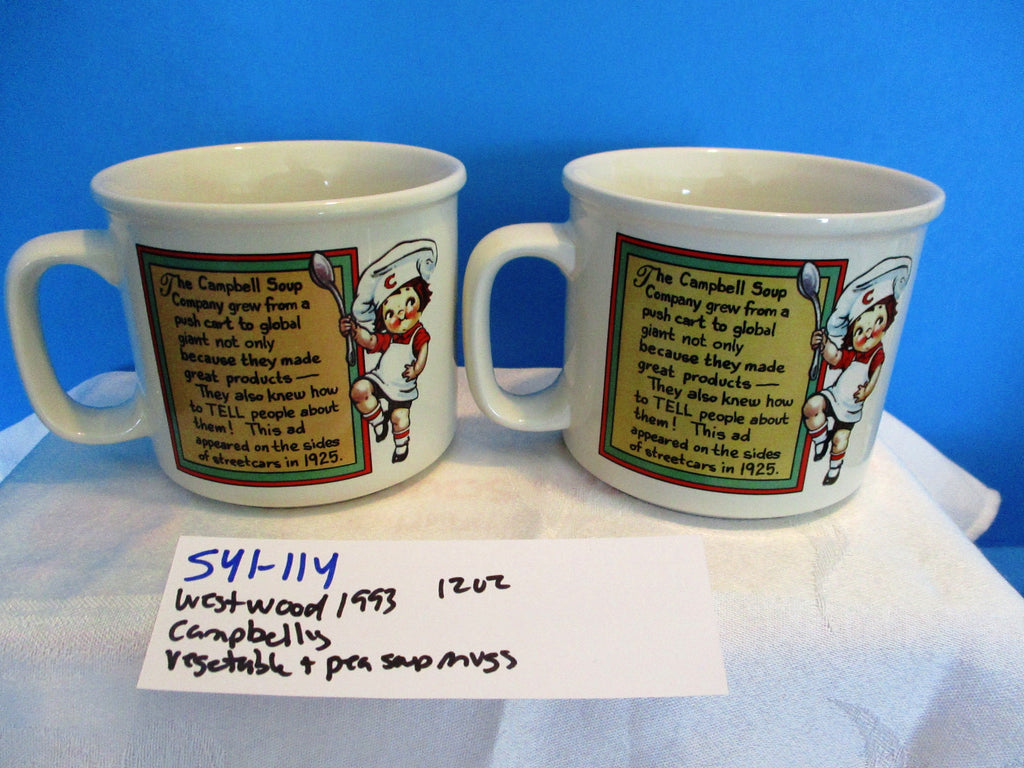 The Campbell Soup
Company grew from a
push cart to global
giant not only
because they made
great products —
They also knew how
to TELL people about
them! This ad
appeared on the sides
of streetcars in 1925.
C
The Campbell Soup
Company grew from a
push cart to global
giant not only
because they made
great products —
They also knew how
to TELL people about
them! This ad
appeared on the sides
of streetcars in 1925.
C
541-114
westwood 1993 12oz
Campbells
vegetable + pea soup mugs